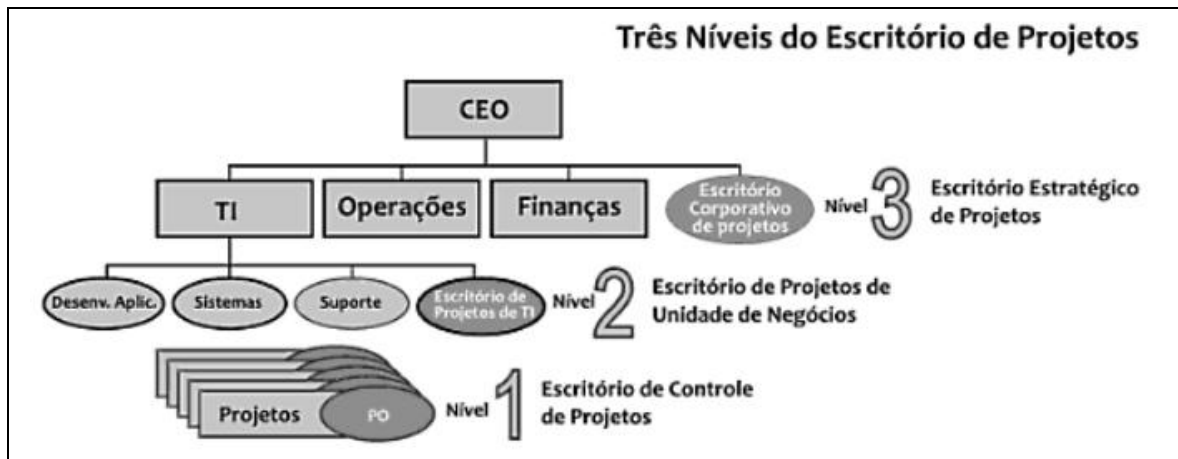 Três Níveis do Escritório de Projetos
CEO
TI
Operações
Finanças
Escritório
Corporativo
de projetos
Nível 3
Escritório Estratégico
de Projetos
Desenv. Aplic.
Sistemas
Suporte
Escritório de
Projetos de TI
Nível 2
Escritório de Projetos de
Unidade de Negócios
Projetos
PO
Nível 1
Escritório de Controle
de Projetos